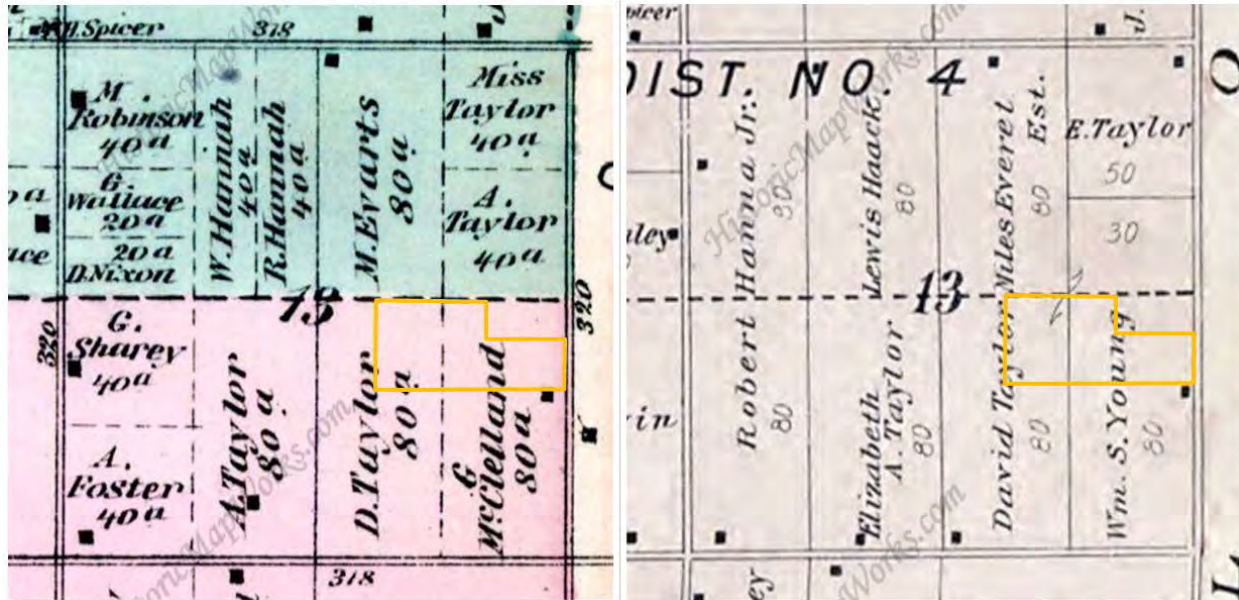 H. Spicer
318
M.
Robinson
40a
G.
Wallace
20a
20a
D. Nixon
W. Hannah
40a
R. Hannah
40a
M. Evarts
80a
Miss
Taylor
40a
A.
Taylor
40a
13
320
320
G.
Sharey
40a
A.
Foster
40a
A. Taylor
80a
D. Taylor
80a
G
McClelland
80a
318
HistoricMapWorks.com
picer
J.
DIST. NO. 4
O
Robert Hanna Jr.
80
Lewis Haack
80
Miles Everet
Est.
80
E. Taylor
50
30
13
Elizabeth
A. Taylor
80
David Taylor
80
Wm. S. Young
80
HistoricMapWorks.com
L